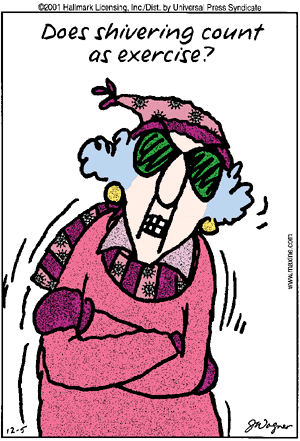 ©2001 Hallmark Licensing, Inc./Dist. by Universal Press Syndicate
Does shivering count
as exercise?
www.maxine.com
12-5
JWagner